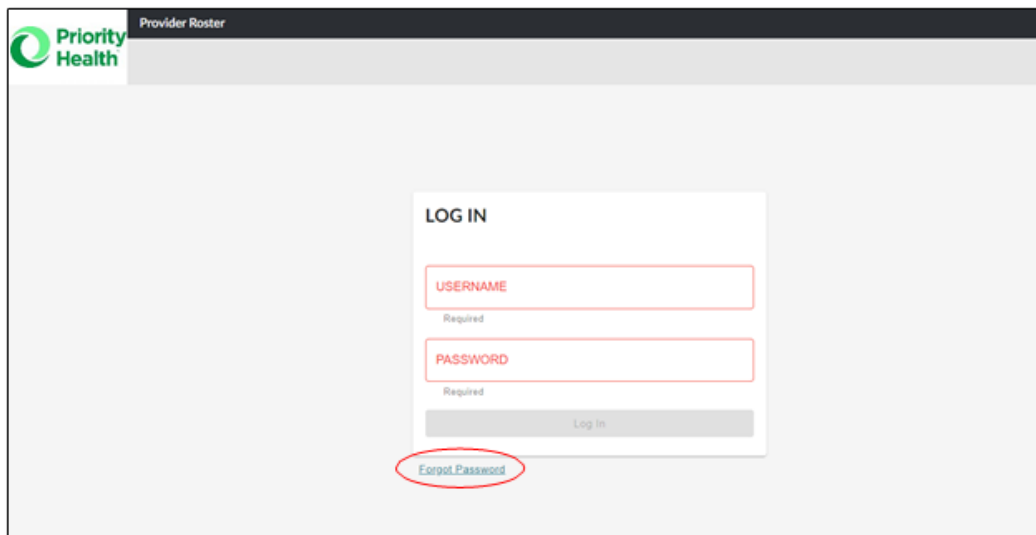 Priority
Health
Provider Roster
LOG IN
USERNAME
Required
PASSWORD
Required
Log In
Forgot Password